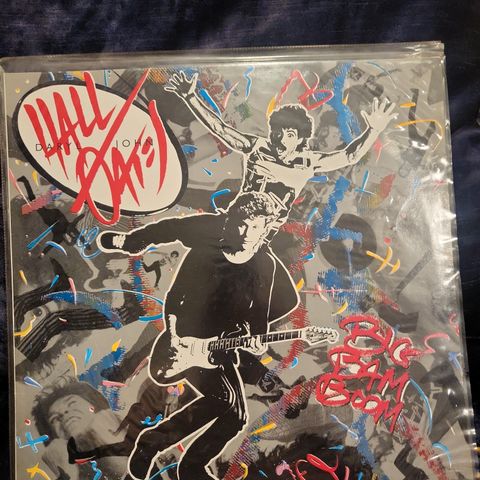 HALL
DARYL JOHN
OATES
BIG
BAM
BOOM